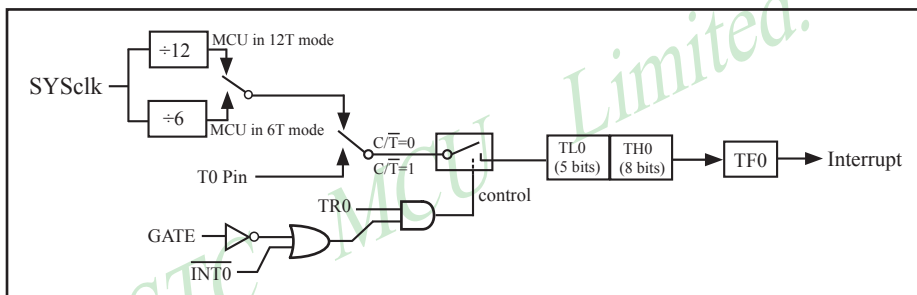 ÷12
MCU in 12T mode
SYSclk
÷6
MCU in 6T mode
C/T̅=0
C/T̅=1
T0 Pin
TL0
(5 bits)
TH0
(8 bits)
TF0
Interrupt
control
TR0
GATE
I̅N̅T̅0̅
STC MCU Limited.